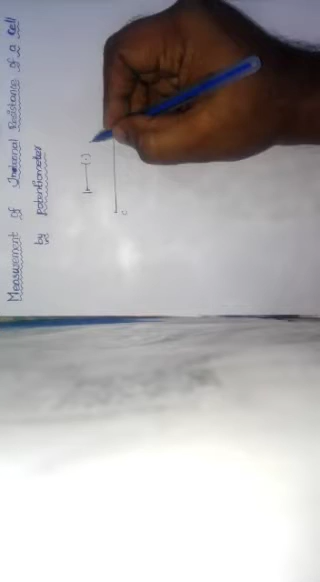 Measurement of Internal Resistance of a Cell
by potentiometer
(.)
C